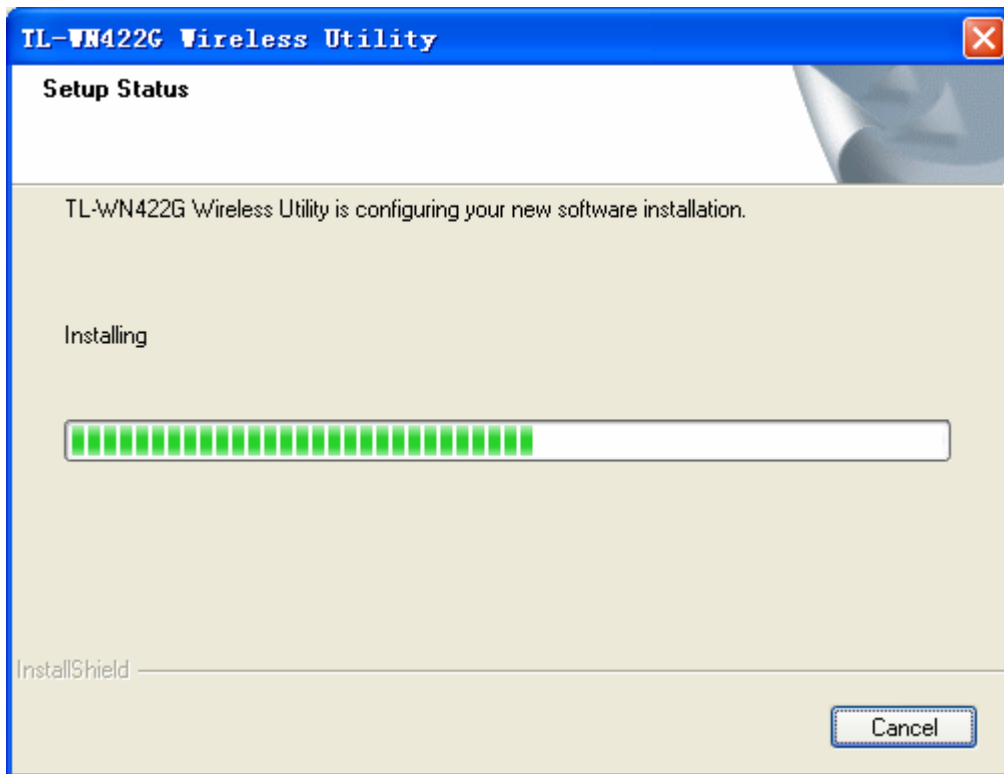 TL-WN422G Wireless Utility
Setup Status
TL-WN422G Wireless Utility is configuring your new software installation.
Installing
InstallShield
Cancel